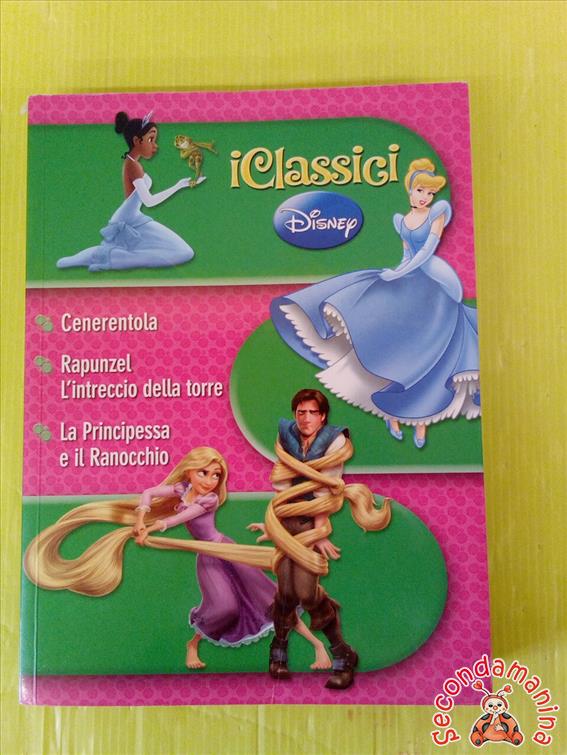 iClassici
Disney
Cenerentola
Rapunzel
L'intreccio della torre
La Principessa
e il Ranocchio
Secondamanina